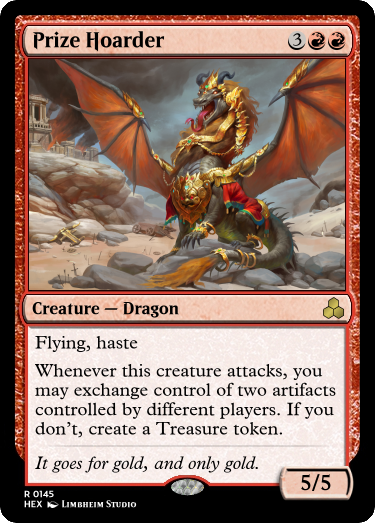 Prize Hoarder 3
Creature — Dragon
Flying, haste
Whenever this creature attacks, you
may exchange control of two artifacts
controlled by different players. If you
don't, create a Treasure token.
It goes for gold, and only gold.
5/5
R 0145
HEX Limbheim Studio